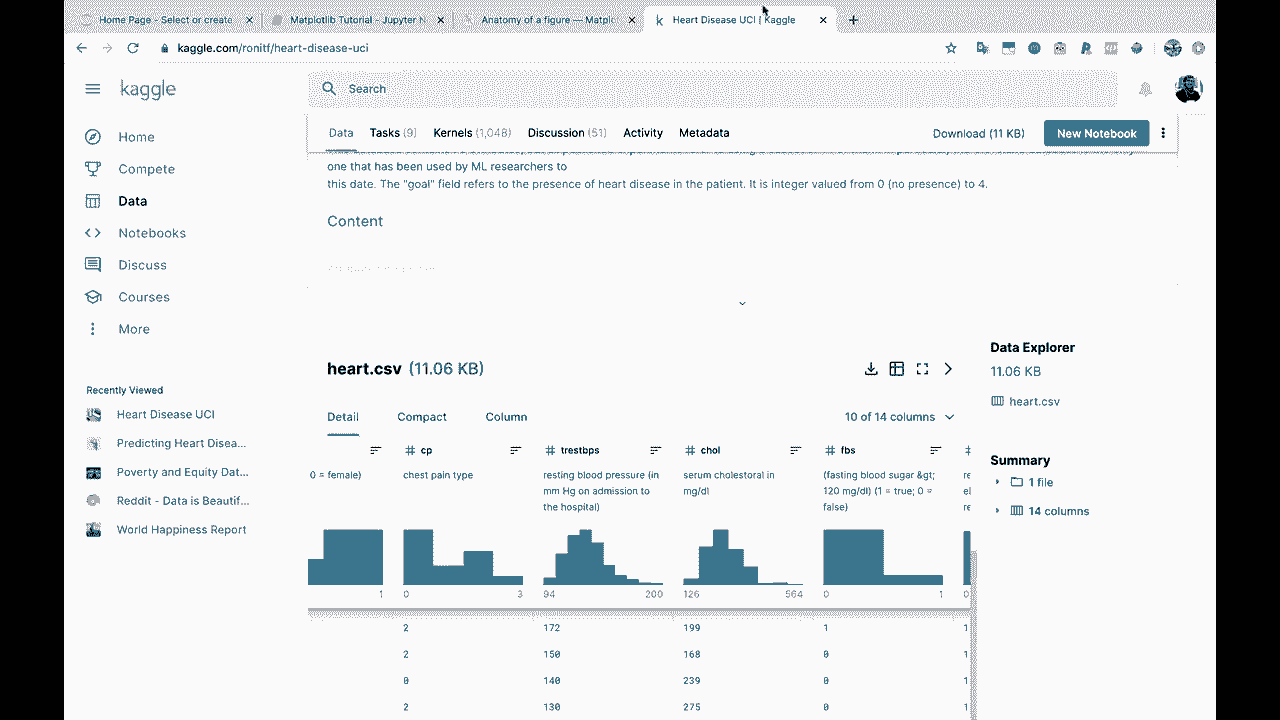 Home Page - Select or create
Matplotlib Tutorial - Jupyter N
Anatomy of a figure — Matplo
Heart Disease UCI | Kaggle
kaggle.com/ronitf/heart-disease-uci
kaggle
Search
Data
Tasks (9)
Kernels (1,048)
Discussion (51)
Activity
Metadata
Download (11 KB)
New Notebook
Home
Compete
Data
Notebooks
Discuss
Courses
More
Recently Viewed
Heart Disease UCI
Predicting Heart Disea...
Poverty and Equity Dat...
Reddit - Data is Beautif...
World Happiness Report
one that has been used by ML researchers to
this date. The "goal" field refers to the presence of heart disease in the patient. It is integer valued from 0 (no presence) to 4.
Content
heart.csv (11.06 KB)
Detail
Compact
Column
10 of 14 columns
# cp
# trestbps
# chol
# fbs
#
0 = female)
chest pain type
resting blood pressure (in
mm Hg on admission to
the hospital)
serum cholestoral in
mg/dl
(fasting blood sugar &gt;
120 mg/dl) (1 = true; 0 =
false)
re
el
re
1
0 3
94 200
126 564
0 1
0
2 172 199 1 1
2 150 168 0 1
0 140 239 0 1
2 130 275 0 1
Data Explorer
11.06 KB
heart.csv
Summary
1 file
14 columns